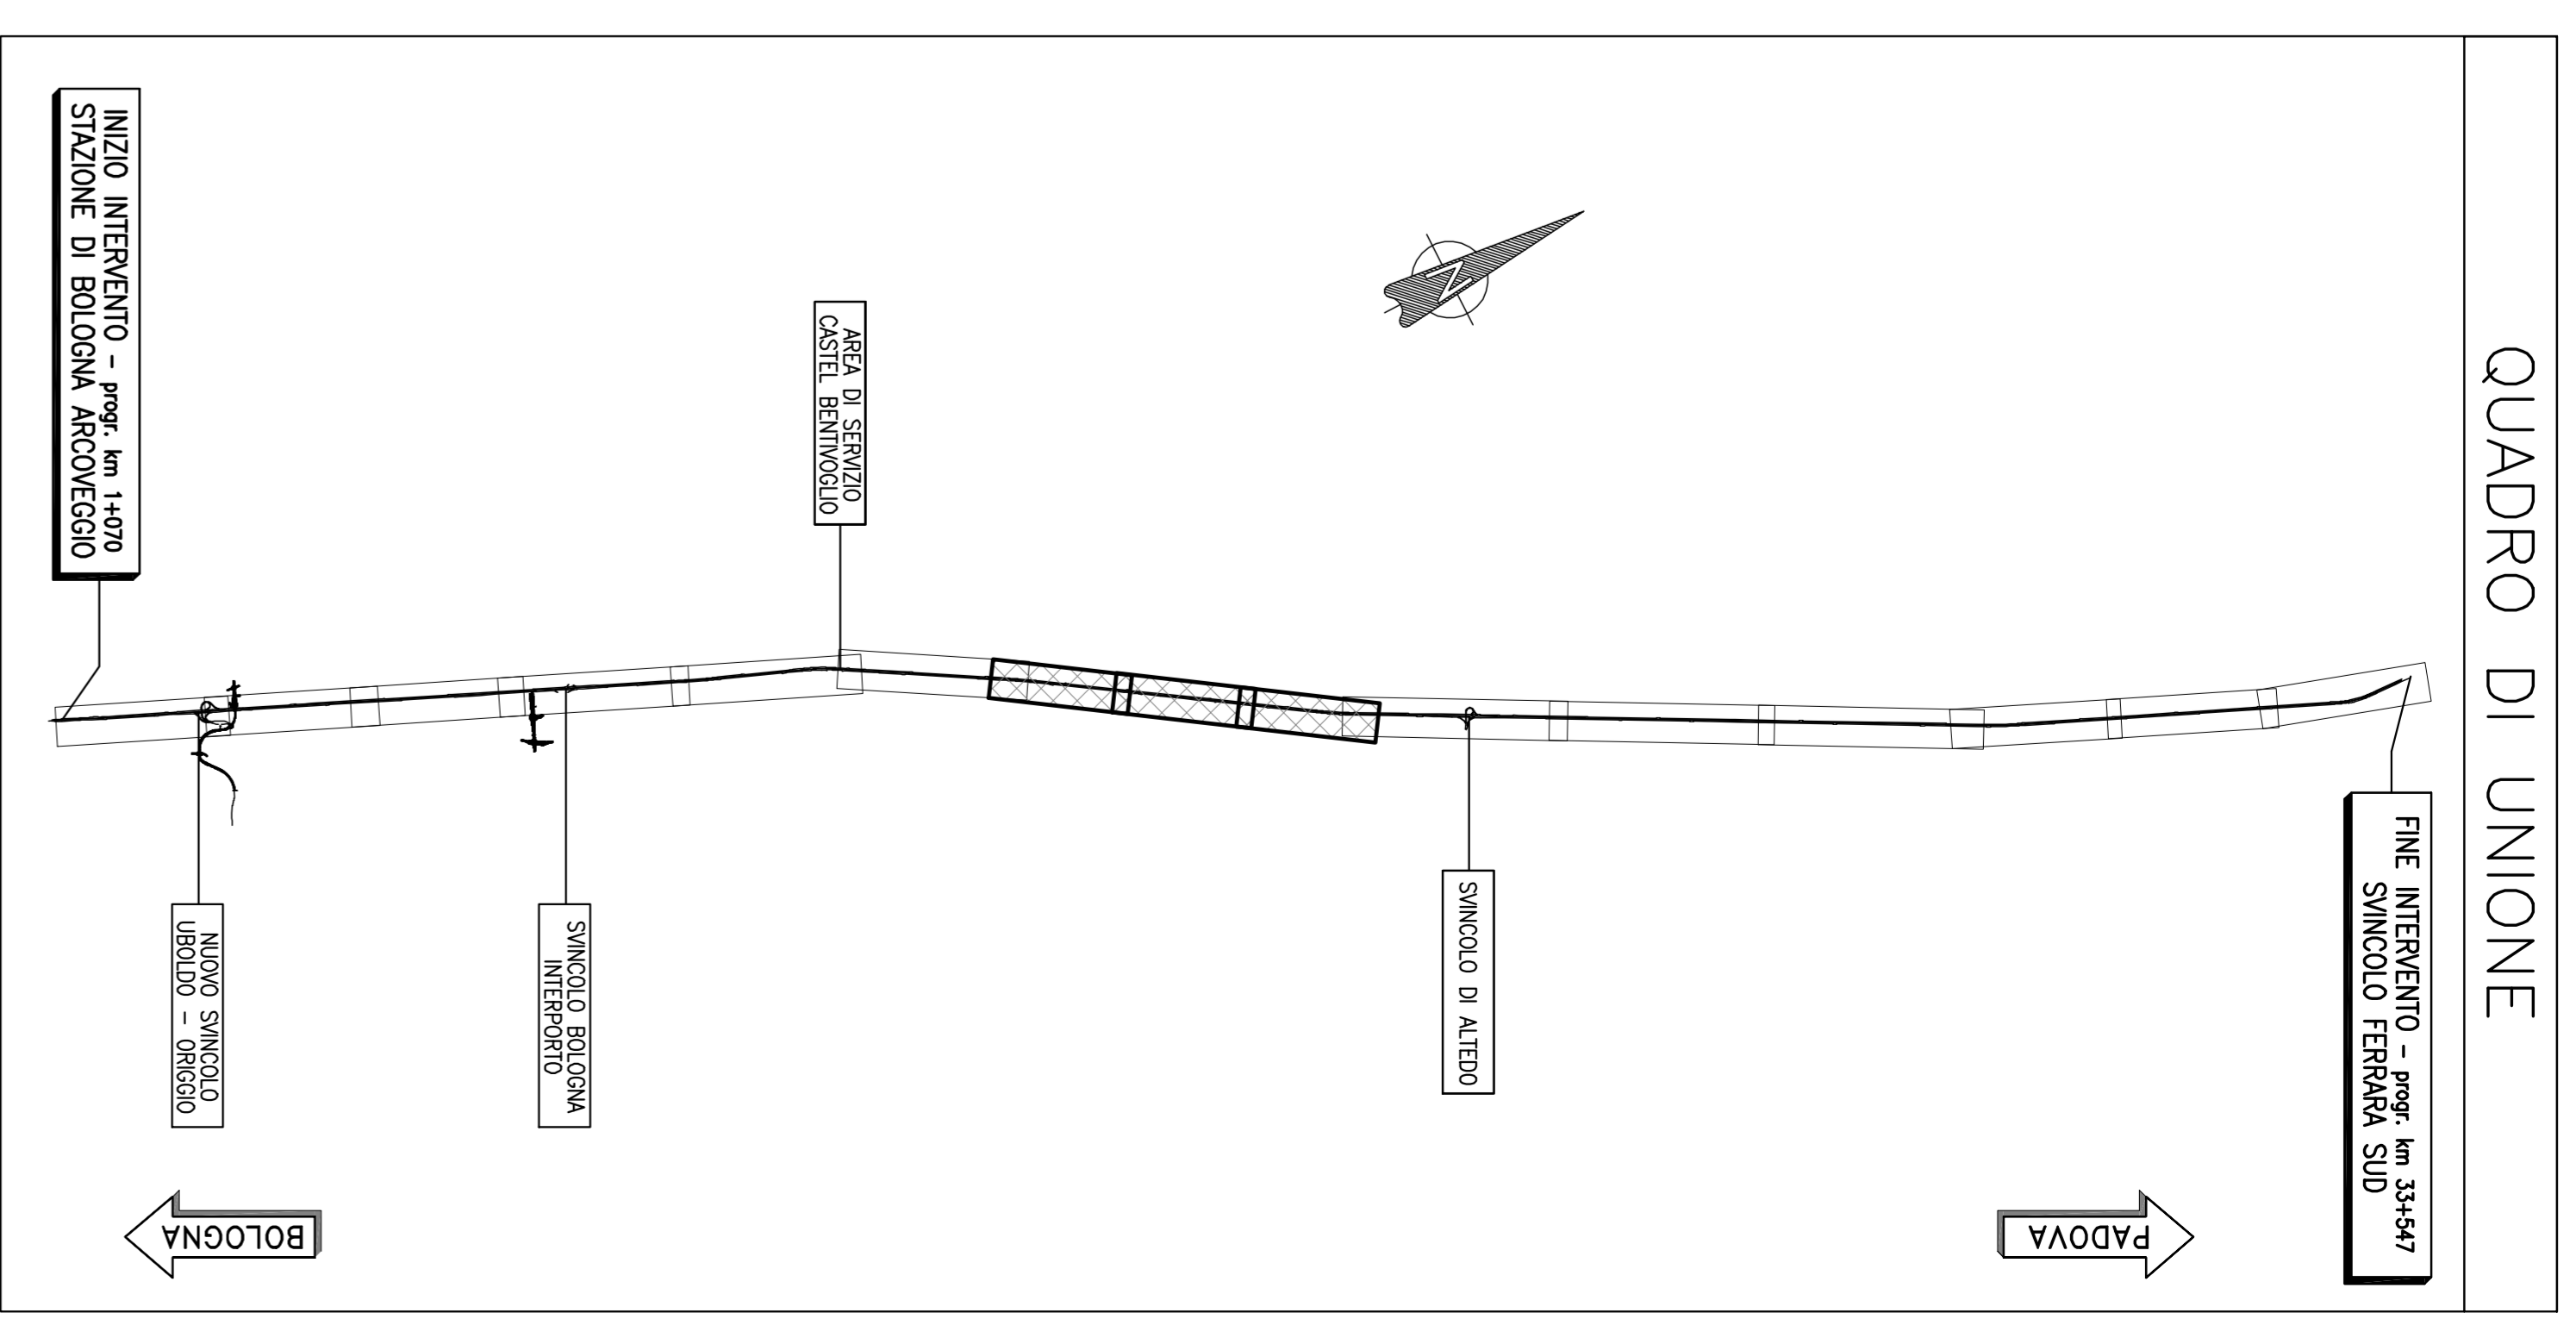 QUADRO DI UNIONE
INIZIO INTERVENTO - progr. km 1+070
STAZIONE DI BOLOGNA ARCOVEGGIO
AREA DI SERVIZIO
CASTEL BENTIVOGLIO
N
FINE INTERVENTO - progr. km 33+547
SVINCOLO FERRARA SUD
SVINCOLO DI ALTEDO
SVINCOLO BOLOGNA
INTERPORTO
NUOVO SVINCOLO
UBOLDO - ORIGGIO
PADOVA
BOLOGNA